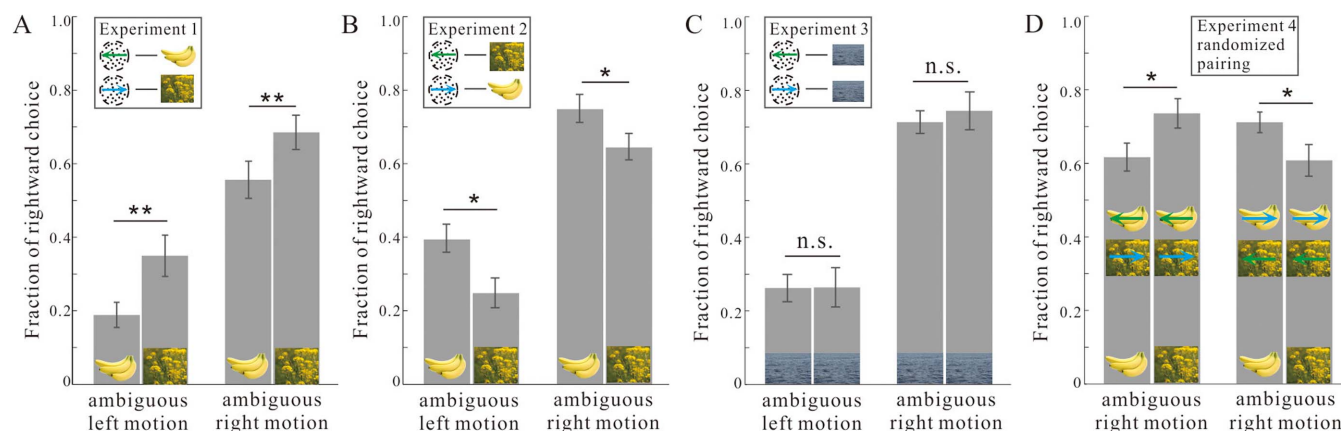 A
Experiment 1
Fraction of rightward choice
1.0
0.8
0.6
0.4
0.2
0
**
**
ambiguous
left motion
ambiguous
right motion
B
Experiment 2
Fraction of rightward choice
1.0
0.8
0.6
0.4
0.2
0
*
*
ambiguous
left motion
ambiguous
right motion
C
Experiment 3
Fraction of rightward choice
1.0
0.8
0.6
0.4
0.2
0
n.s.
n.s.
ambiguous
left motion
ambiguous
right motion
D
Experiment 4
randomized
pairing
Fraction of rightward choice
1.0
0.8
0.6
0.4
0.2
0
*
*
ambiguous
right motion
ambiguous
right motion